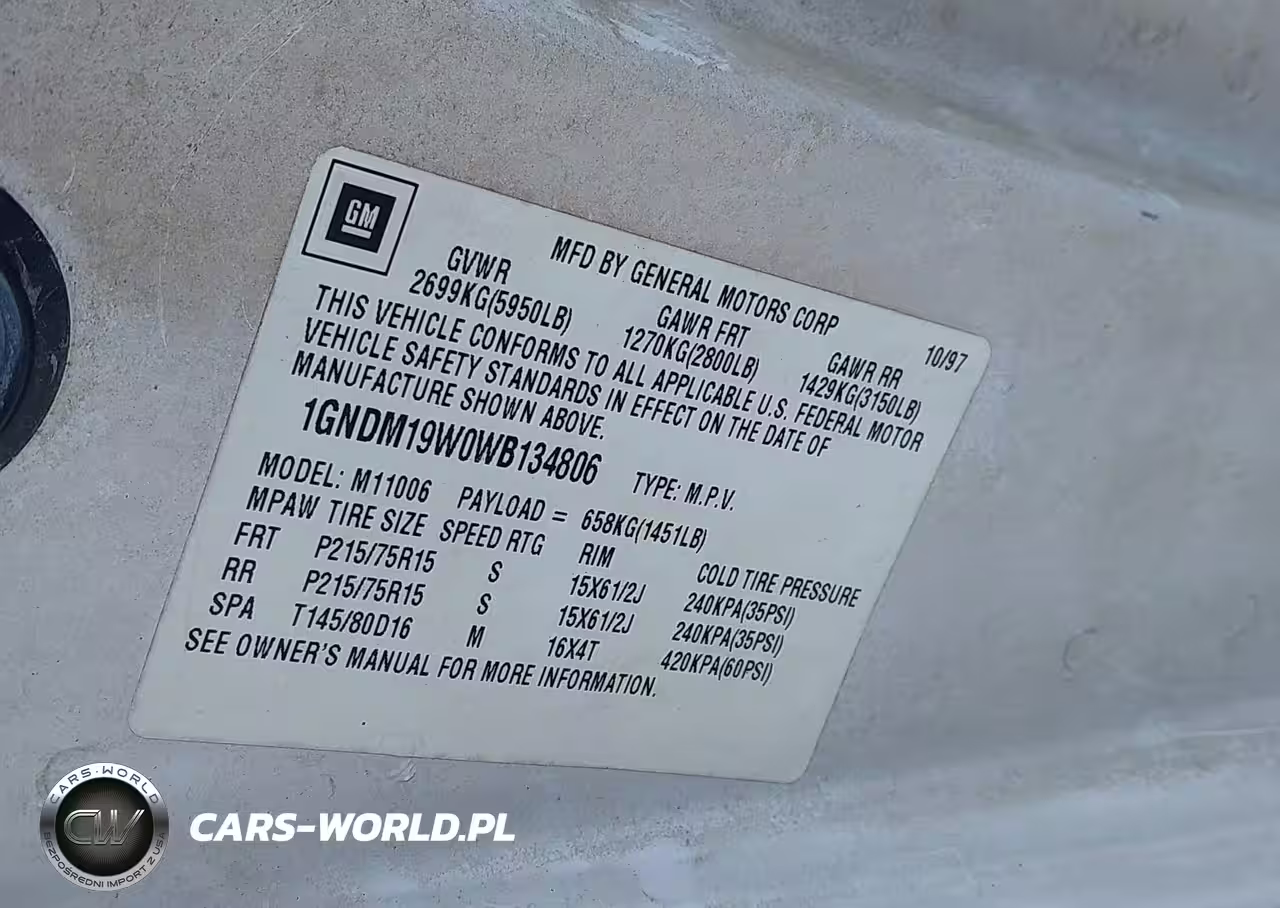 GM
MFD BY GENERAL MOTORS CORP
10/97
GVWR GAWR FRT GAWR RR
2699KG(5950LB) 1270KG(2800LB) 1429KG(3150LB)
THIS VEHICLE CONFORMS TO ALL APPLICABLE U.S. FEDERAL MOTOR
VEHICLE SAFETY STANDARDS IN EFFECT ON THE DATE OF
MANUFACTURE SHOWN ABOVE.
1GNDM19W0WB134806 TYPE: M.P.V.
MODEL: M11006 PAYLOAD = 658KG(1451LB)
MPAW TIRE SIZE SPEED RTG RIM COLD TIRE PRESSURE
FRT P215/75R15 S 15X61/2J 240KPA(35PSI)
RR P215/75R15 S 15X61/2J 240KPA(35PSI)
SPA T145/80D16 M 16X4T 420KPA(60PSI)
SEE OWNER'S MANUAL FOR MORE INFORMATION.
CARS-WORLD
CW
BEZPOŚREDNI IMPORT Z USA
CARS-WORLD.PL